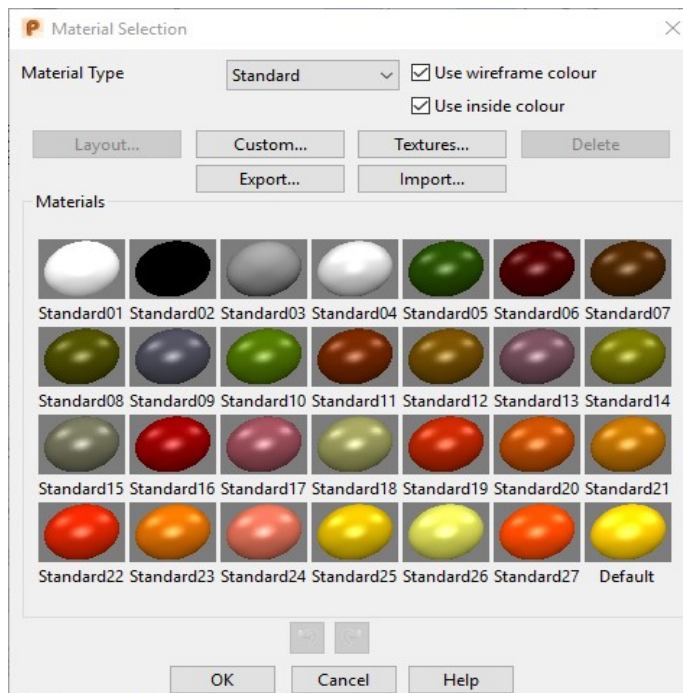 Material Selection
Material Type Standard Use wireframe colour
Use inside colour
Layout... Custom... Textures... Delete
Export... Import...
Materials
Standard01 Standard02 Standard03 Standard04 Standard05 Standard06 Standard07
Standard08 Standard09 Standard10 Standard11 Standard12 Standard13 Standard14
Standard15 Standard16 Standard17 Standard18 Standard19 Standard20 Standard21
Standard22 Standard23 Standard24 Standard25 Standard26 Standard27 Default
OK Cancel Help